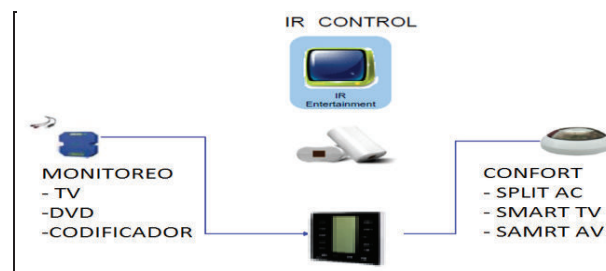 IR CONTROL
IR
Entertainment
MONITOREO
- TV
-DVD
-CODIFICADOR
CONFORT
- SPLIT AC
- SMART TV
- SAMRT AV